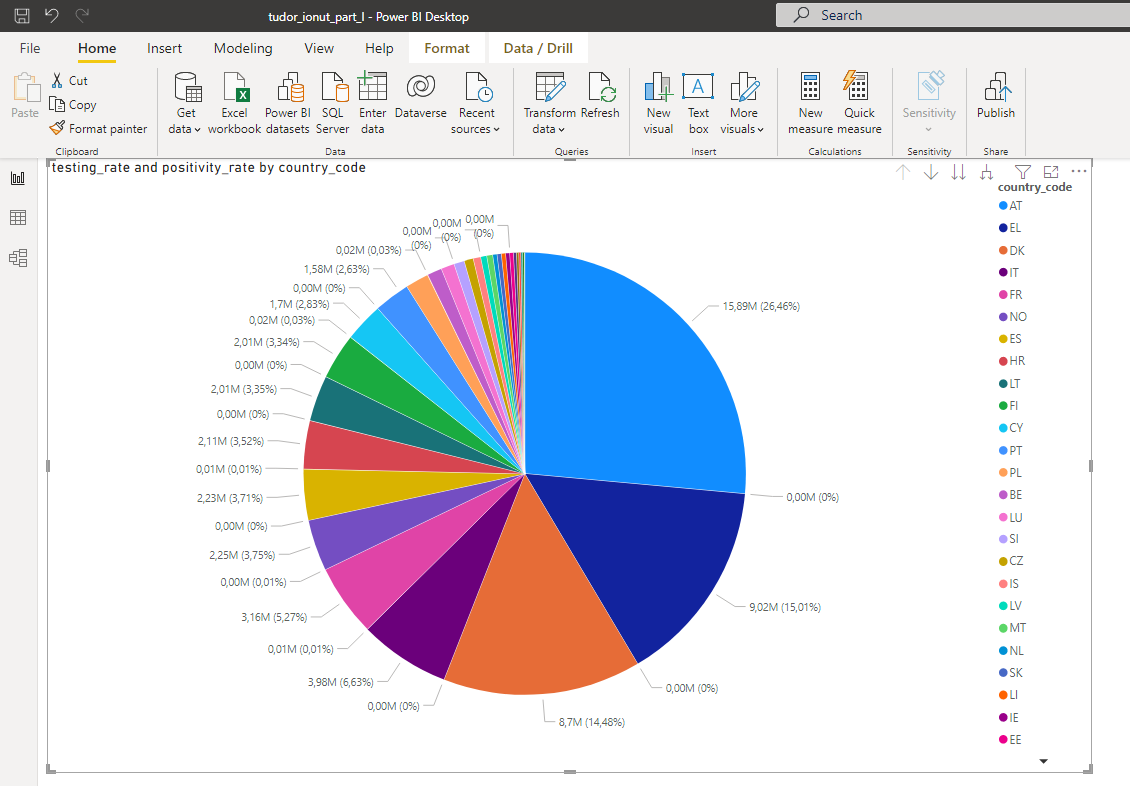 tudor_ionut_part_I - Power BI Desktop
Search
File Home Insert Modeling View Help Format Data / Drill
Paste
Cut
Copy
Format painter
Clipboard
Get data
Excel workbook
Power BI datasets
SQL Server
Enter data
Dataverse
Recent sources
Data
Transform data
Refresh
Queries
New visual
Text box
More visuals
Insert
New measure
Quick measure
Calculations
Sensitivity
Sensitivity
Publish
Share
testing_rate and positivity_rate by country_code
15,89M (26,46%)
0,00M (0%)
9,02M (15,01%)
0,00M (0%)
8,7M (14,48%)
0,00M (0%)
3,98M (6,63%)
0,01M (0,01%)
3,16M (5,27%)
0,00M (0,01%)
2,25M (3,75%)
0,00M (0%)
2,23M (3,71%)
0,01M (0,01%)
2,11M (3,52%)
0,00M (0%)
2,01M (3,35%)
0,00M (0%)
2,01M (3,34%)
0,02M (0,03%)
1,7M (2,83%)
0,00M (0%)
1,58M (2,63%)
0,02M (0,03%)
0,00M
(0%)
0,00M
(0%)
0,00M
(0%)
country_code
AT
EL
DK
IT
FR
NO
ES
HR
LT
FI
CY
PT
PL
BE
LU
SI
CZ
IS
LV
MT
NL
SK
LI
IE
EE